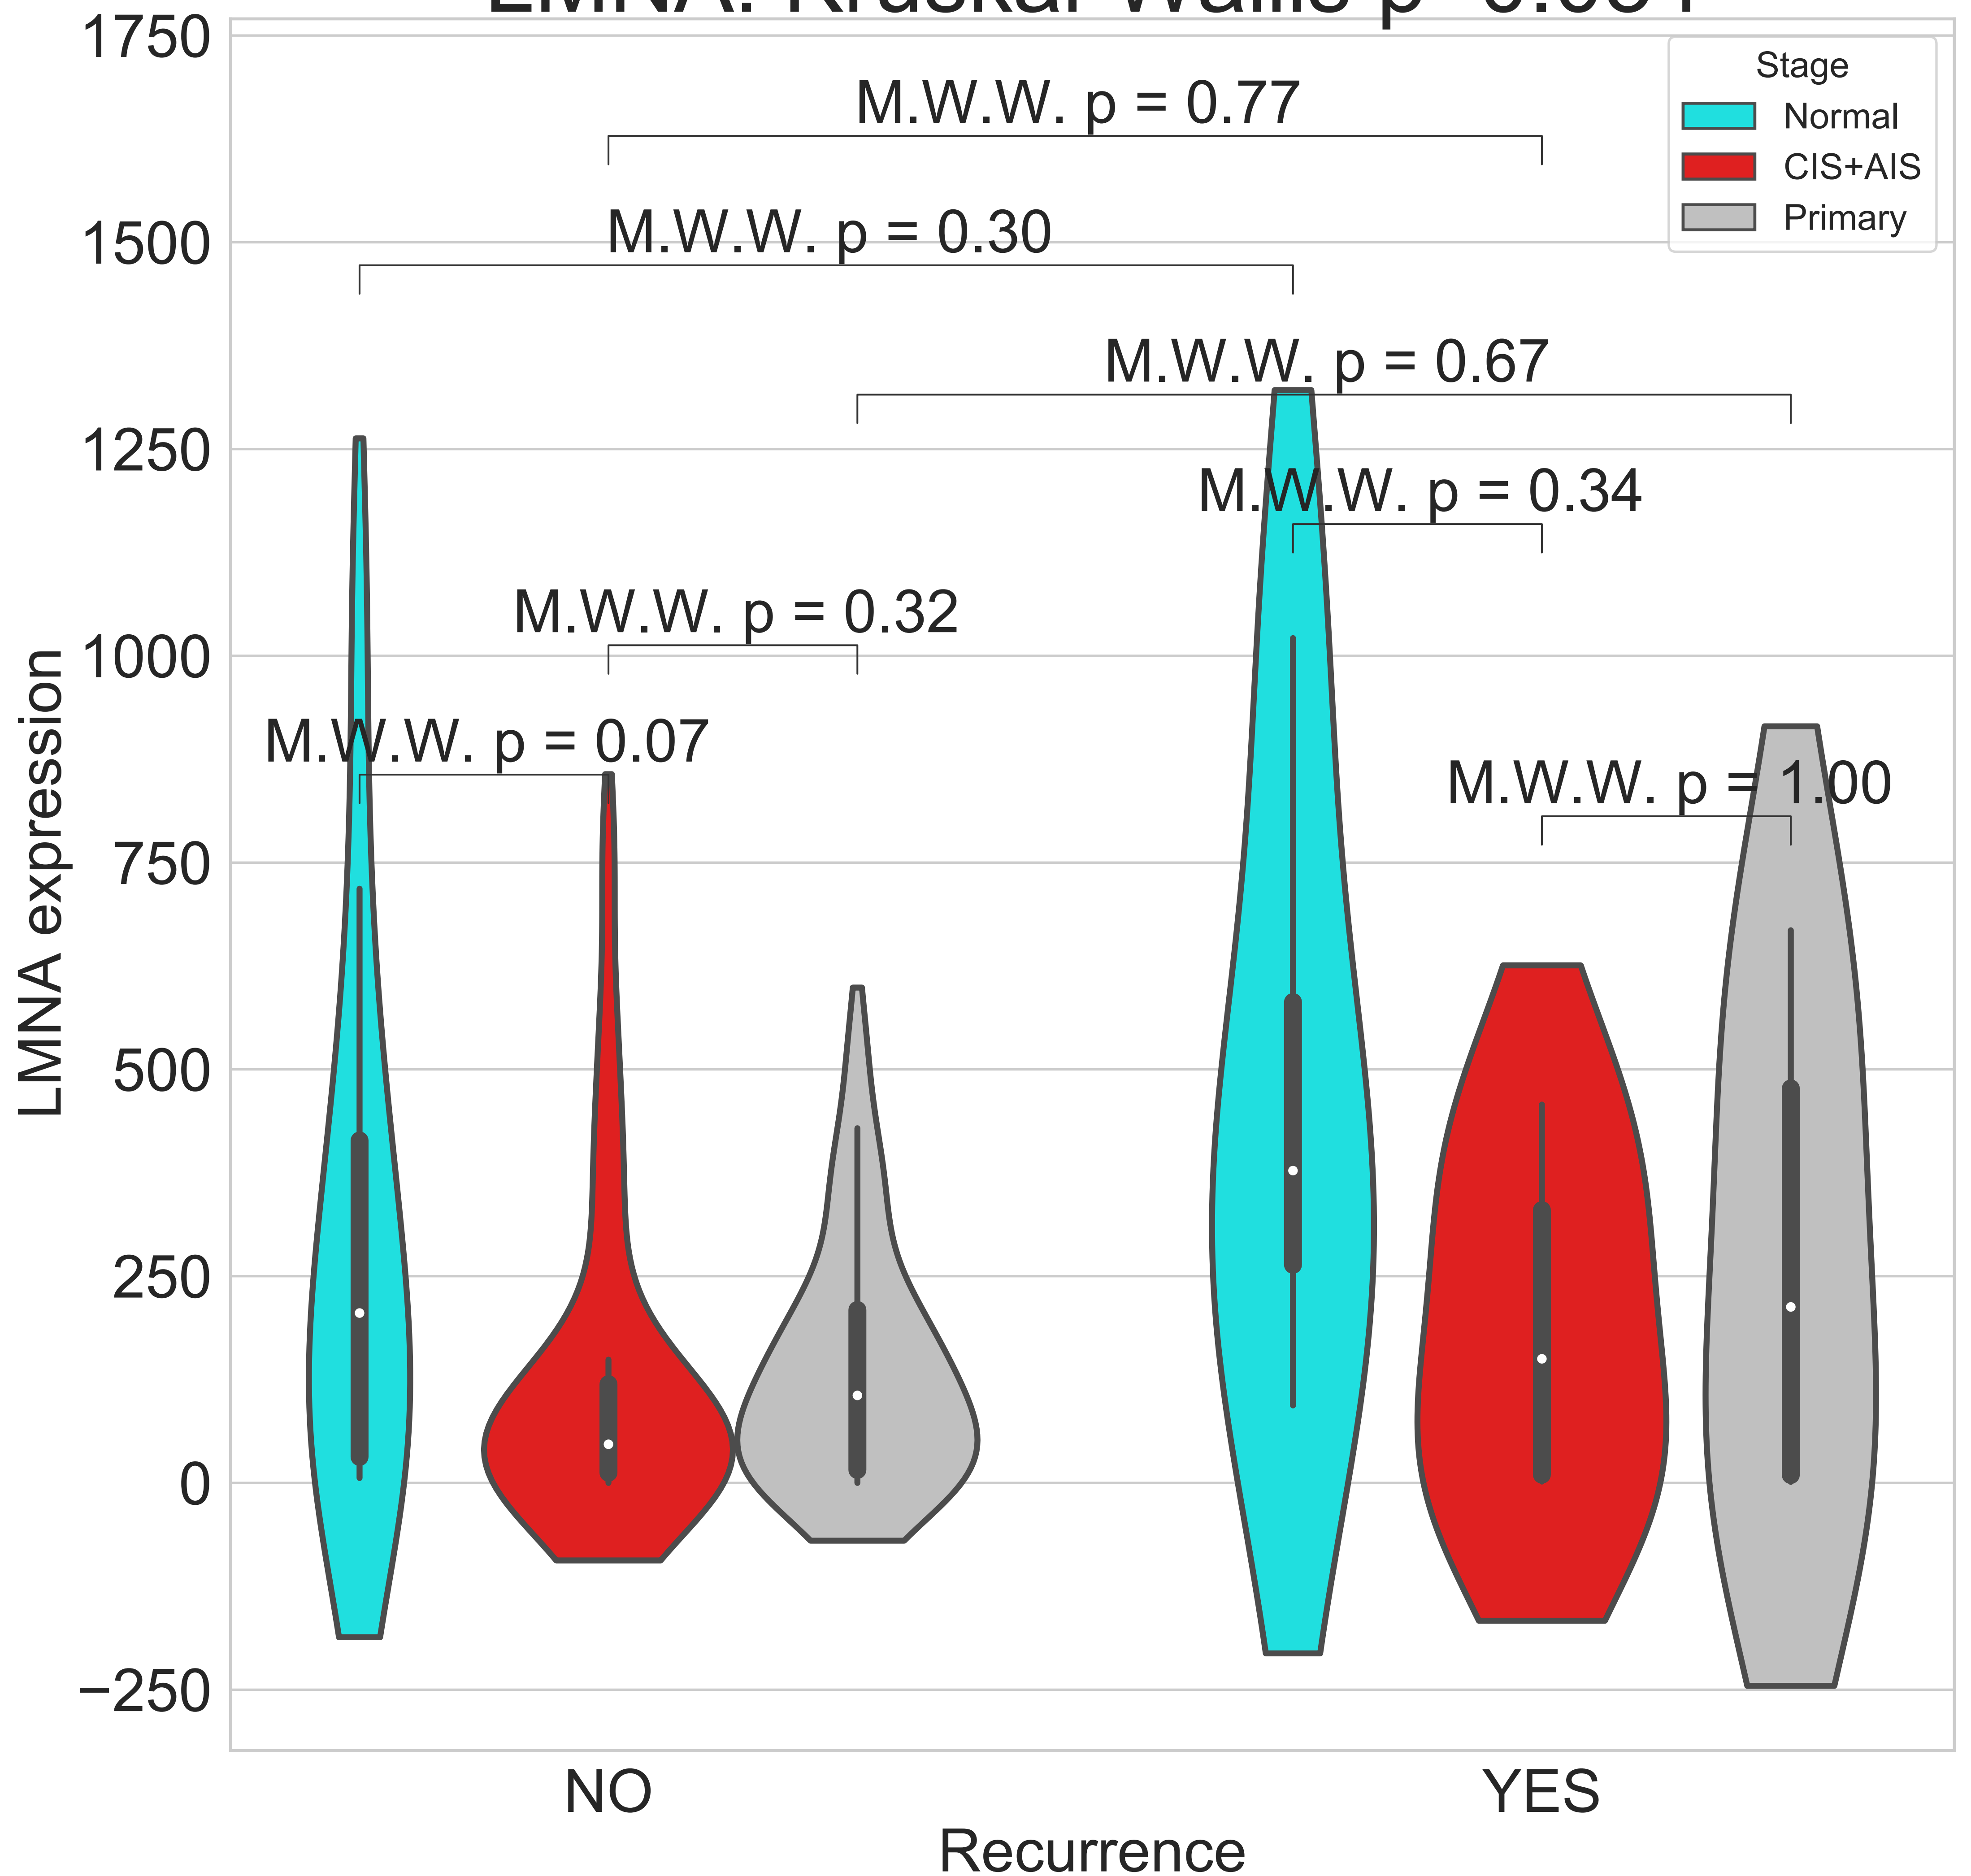 1750
Stage
Normal
CIS+AIS
Primary
M.W.W. p = 0.77
1500
M.W.W. p = 0.30
M.W.W. p = 0.67
1250
M.W.W. p = 0.34
M.W.W. p = 0.32
1000
M.W.W. p = 0.07
M.W.W. p = 1.00
750
500
250
0
−250
LMNA expression
NO
YES
Recurrence